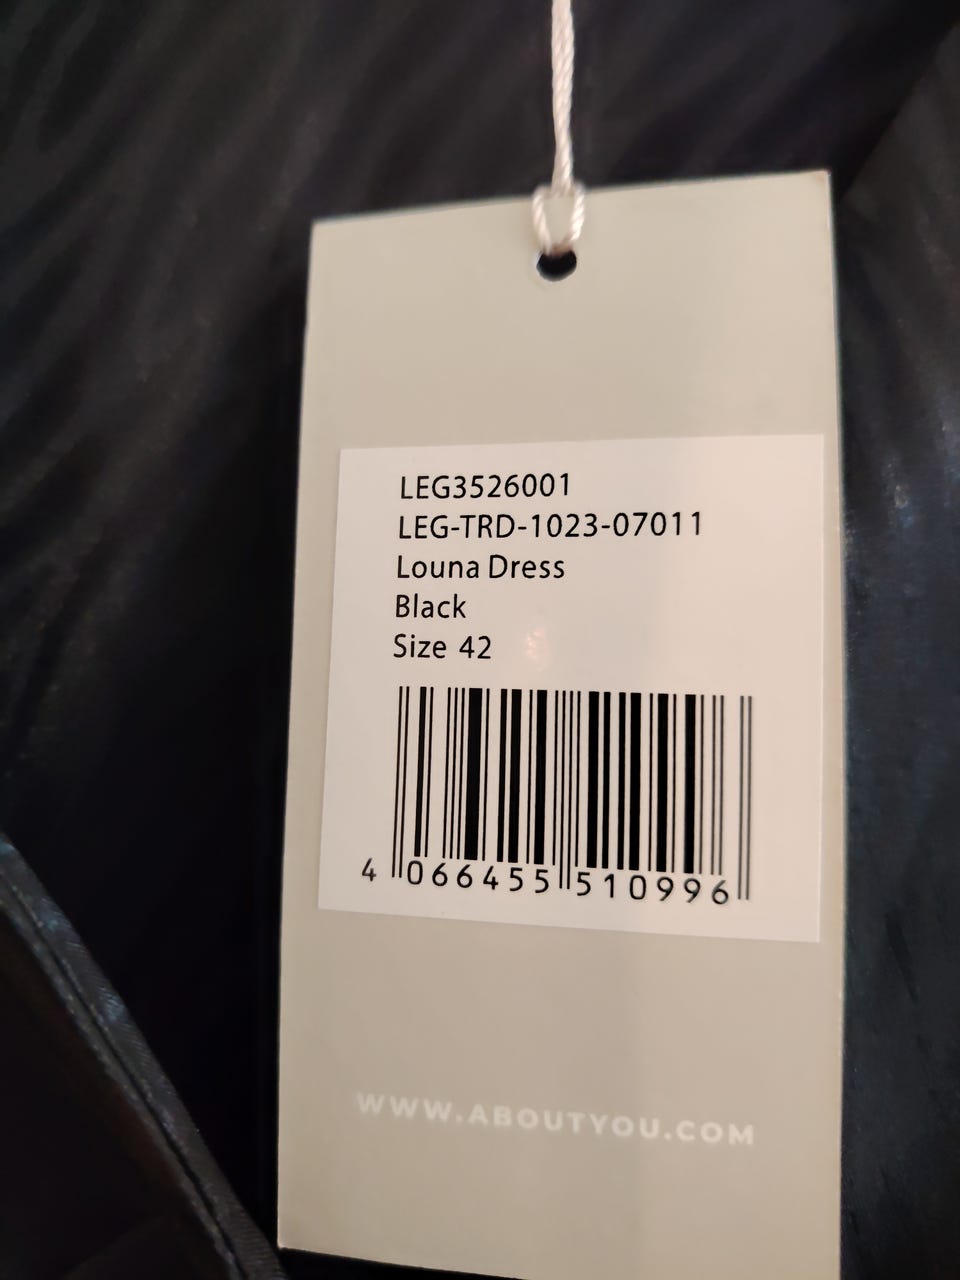 LEG3526001
LEG-TRD-1023-07011
Louna Dress
Black
Size 42
4 066455 510996
WWW.ABOUTYOU.COM